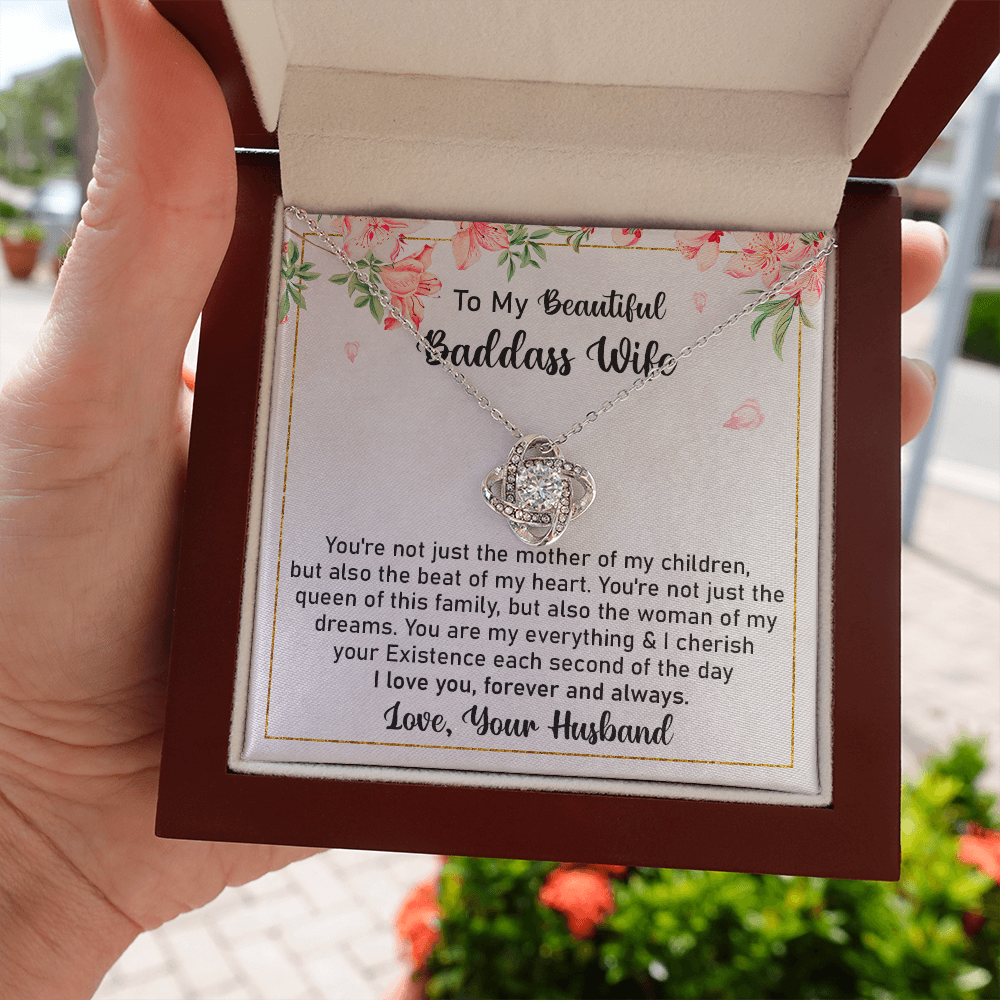 To My Beautiful
Baddass Wife
You're not just the mother of my children,
but also the beat of my heart. You're not just the
queen of this family, but also the woman of my
dreams. You are my everything & I cherish
your Existence each second of the day
I love you, forever and always.
Love, Your Husband